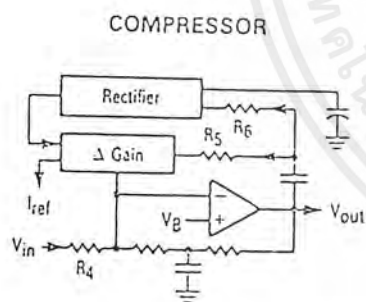 COMPRESSOR
Rectifier
R6
R5
Δ Gain
Iref
VB
−
+
Vout
Vin
R4